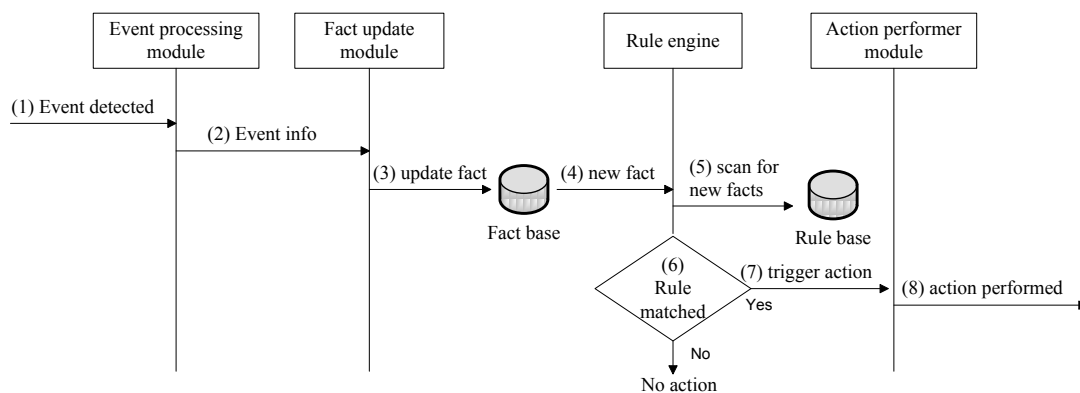 Event processing
module
Fact update
module
Rule engine
Action performer
module
(1) Event detected
(2) Event info
(3) update fact
(4) new fact
(5) scan for
new facts
Fact base
Rule base
(6)
Rule
matched
(7) trigger action
Yes
(8) action performed
No
No action